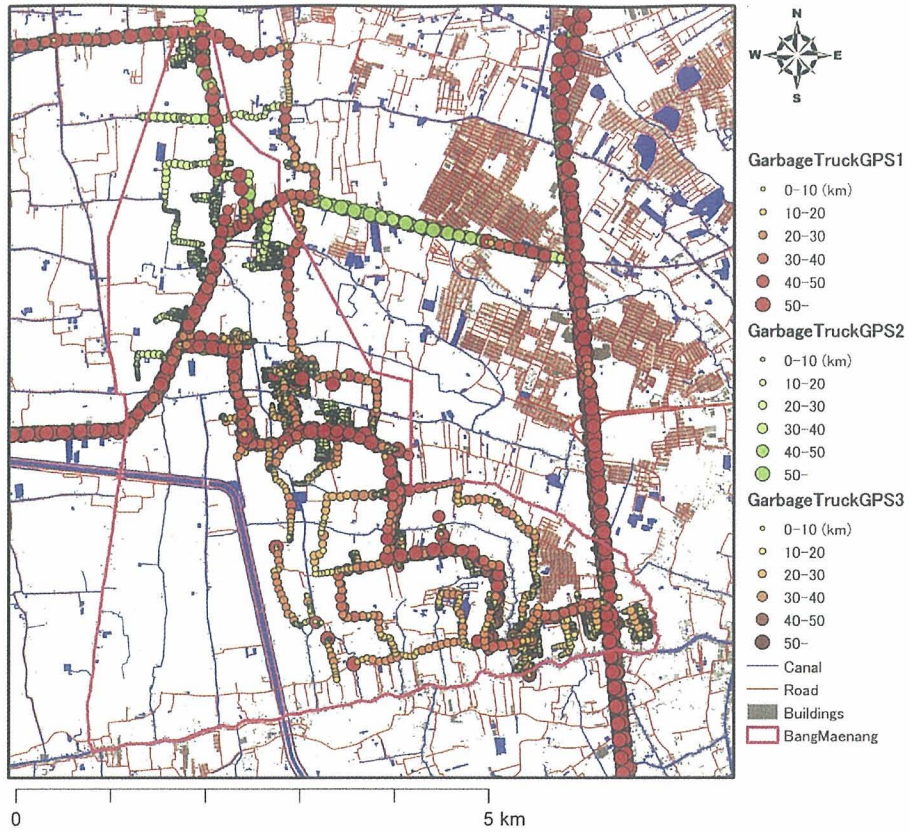 N
W E
S
GarbageTruckGPS1
0-10 (km)
10-20
20-30
30-40
40-50
50-
GarbageTruckGPS2
0-10 (km)
10-20
20-30
30-40
40-50
50-
GarbageTruckGPS3
0-10 (km)
10-20
20-30
30-40
40-50
50-
Canal
Road
Buildings
BangMaenang
0 5 km